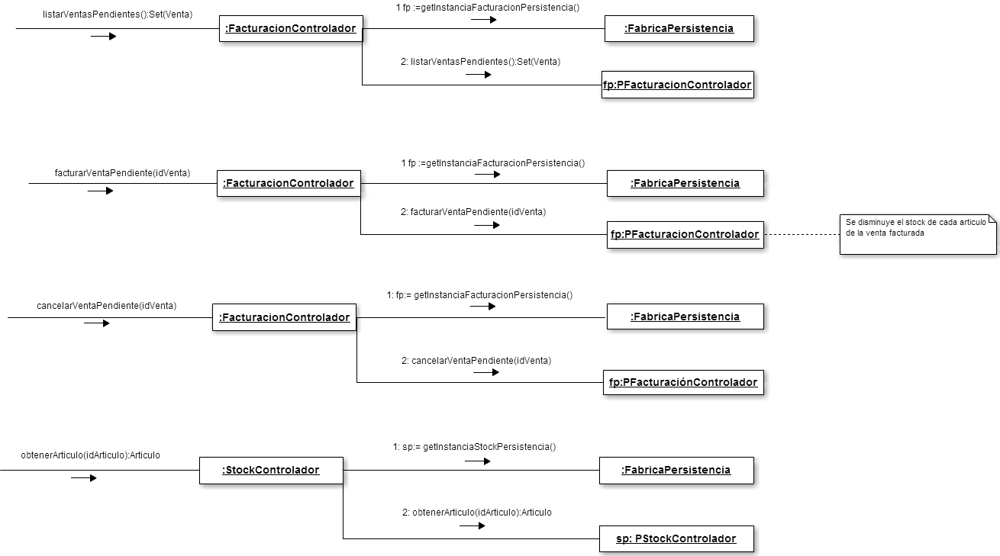 listarVentasPendientes():Set(Venta)
:FacturacionControlador
1 fp :=getInstanciaFacturacionPersistencia()
:FabricaPersistencia
2: listarVentasPendientes():Set(Venta)
fp:PFacturacionControlador
facturarVentaPendiente(idVenta)
:FacturacionControlador
1 fp :=getInstanciaFacturacionPersistencia()
:FabricaPersistencia
2: facturarVentaPendiente(idVenta)
fp:PFacturacionControlador
Se disminuye el stock de cada articulo
de la venta facturada
cancelarVentaPendiente(idVenta)
:FacturacionControlador
1: fp:= getInstanciaFacturacionPersistencia()
:FabricaPersistencia
2: cancelarVentaPendiente(idVenta)
fp:PFacturaciónControlador
obtenerArticulo(idArticulo):Articulo
:StockControlador
1: sp:= getInstanciaStockPersistencia()
:FabricaPersistencia
2: obtenerArticulo(idArticulo):Articulo
sp: PStockControlador